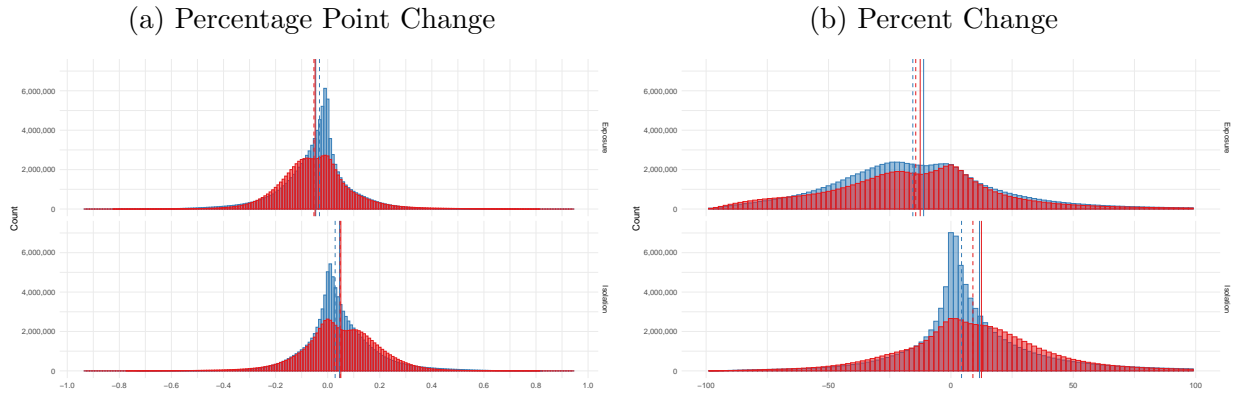 (a) Percentage Point Change
(b) Percent Change
Count
6,000,000
4,000,000
2,000,000
0
Exposure
6,000,000
4,000,000
2,000,000
0
Isolation
−1.0 −0.8 −0.6 −0.4 −0.2 0.0 0.2 0.4 0.6 0.8 1.0
Count
6,000,000
4,000,000
2,000,000
0
Exposure
6,000,000
4,000,000
2,000,000
0
Isolation
−100 −50 0 50 100